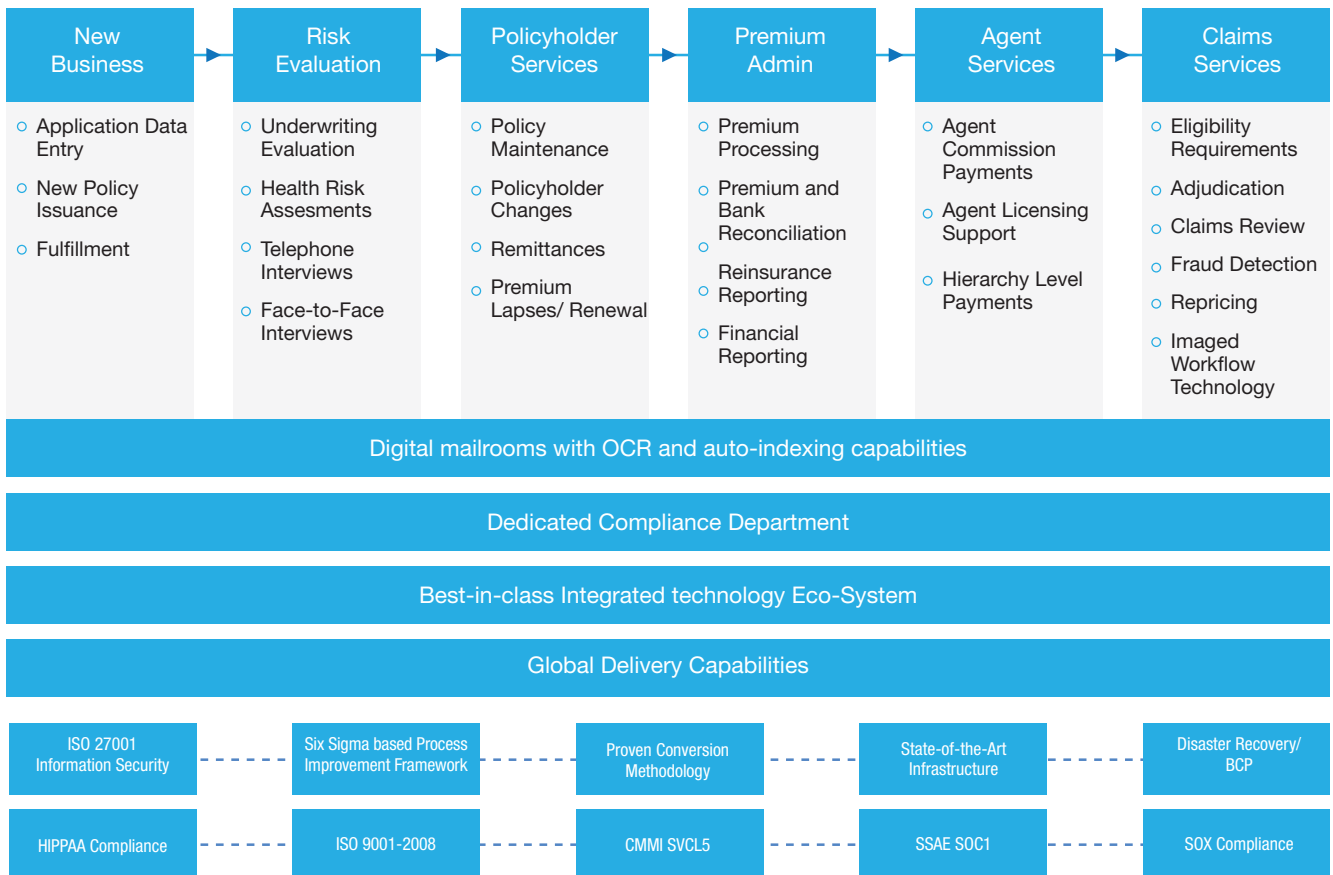 New
Business
Risk
Evaluation
Policyholder
Services
Premium
Admin
Agent
Services
Claims
Services
Application Data
Entry
New Policy
Issuance
Fulfillment
Underwriting
Evaluation
Health Risk
Assesments
Telephone
Interviews
Face-to-Face
Interviews
Policy
Maintenance
Policyholder
Changes
Remittances
Premium
Lapses/ Renewal
Premium
Processing
Premium and
Bank
Reconciliation
Reinsurance
Reporting
Financial
Reporting
Agent
Commission
Payments
Agent Licensing
Support
Hierarchy Level
Payments
Eligibility
Requirements
Adjudication
Claims Review
Fraud Detection
Repricing
Imaged
Workflow
Technology
Digital mailrooms with OCR and auto-indexing capabilities
Dedicated Compliance Department
Best-in-class Integrated technology Eco-System
Global Delivery Capabilities
ISO 27001
Information Security
Six Sigma based Process
Improvement Framework
Proven Conversion
Methodology
State-of-the-Art
Infrastructure
Disaster Recovery/
BCP
HIPPAA Compliance
ISO 9001-2008
CMMI SVCL5
SSAE SOC1
SOX Compliance